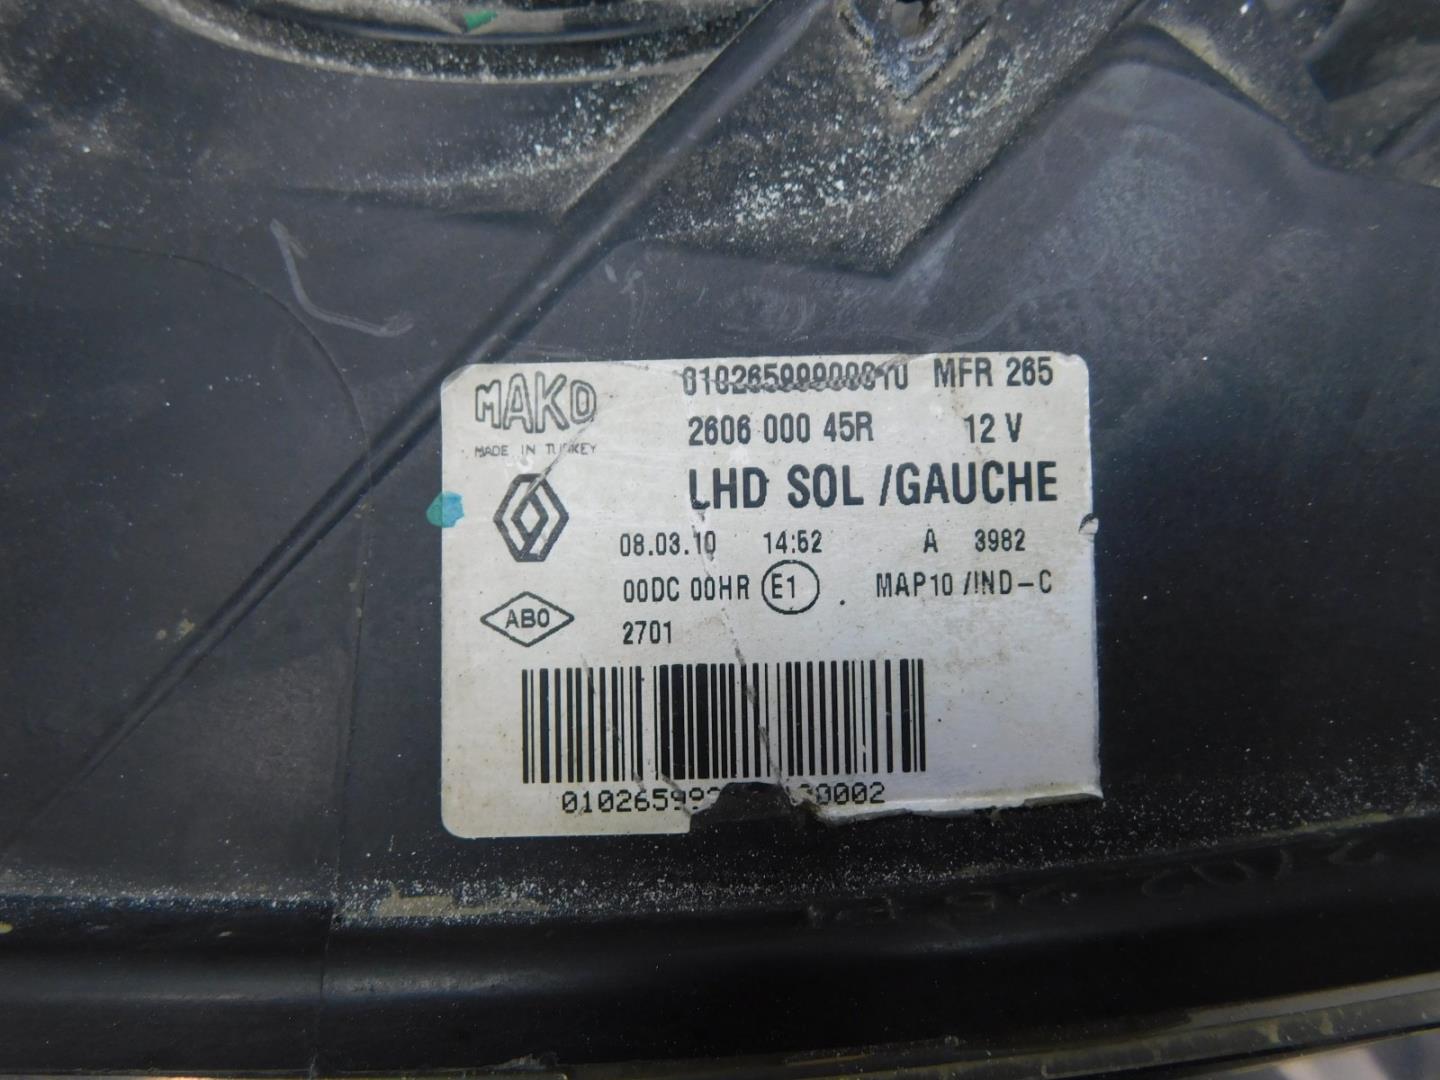 MAKO
MADE IN TURKEY
MFR 265
2606 000 45R 12 V
LHD SOL /GAUCHE
08.03.10 14:52 A 3982
00DC 00HR E1 MAP10 /IND-C
ABO
2701